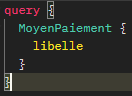 query {
  MoyenPaiement {
    libelle
  }
}